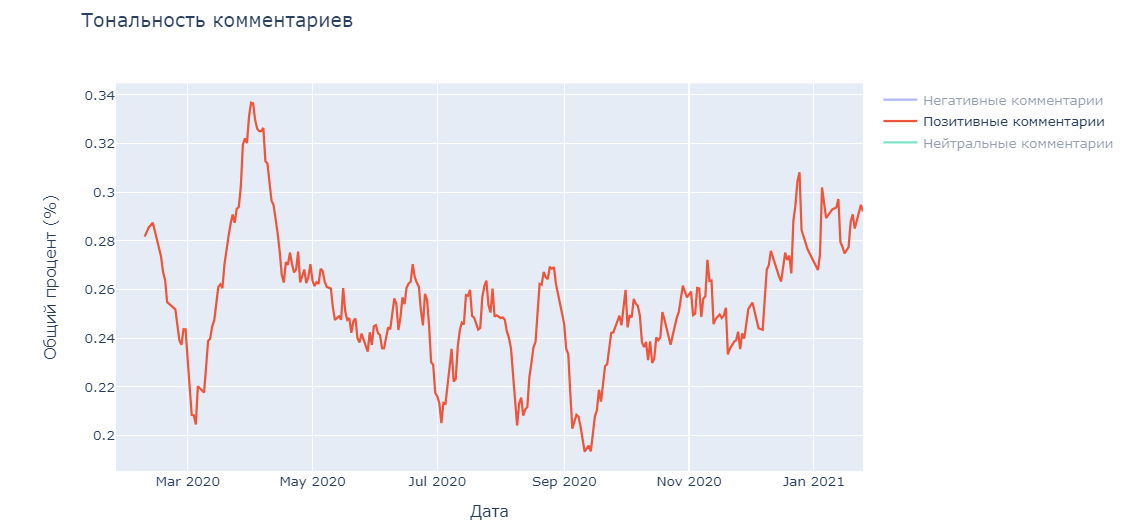 Тональность комментариев
Негативные комментарии
Позитивные комментарии
Нейтральные комментарии
Общий процент (%)
0.34
0.32
0.3
0.28
0.26
0.24
0.22
0.2
Mar 2020 May 2020 Jul 2020 Sep 2020 Nov 2020 Jan 2021
Дата